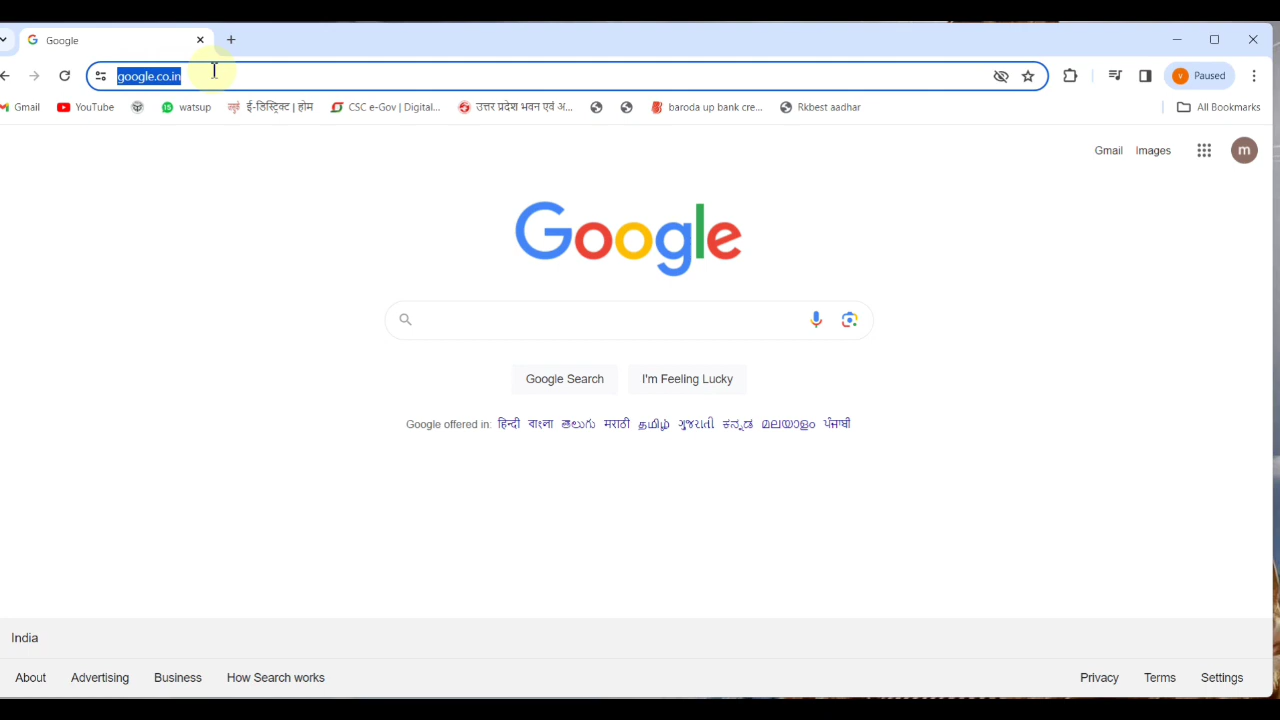 Google
google.co.in
Paused
Gmail YouTube watsup ई-डिस्ट्रिक्ट | होम CSC e-Gov | Digital... उत्तर प्रदेश भवन एवं अ... baroda up bank cre... Rkbest aadhar All Bookmarks
Gmail Images m
Google
Google Search I'm Feeling Lucky
Google offered in: हिन्दी বাংলা తెలుగు मराठी தமிழ் ગુજરાતી ಕನ್ನಡ മലയാളം ਪੰਜਾਬੀ
India
About Advertising Business How Search works Privacy Terms Settings